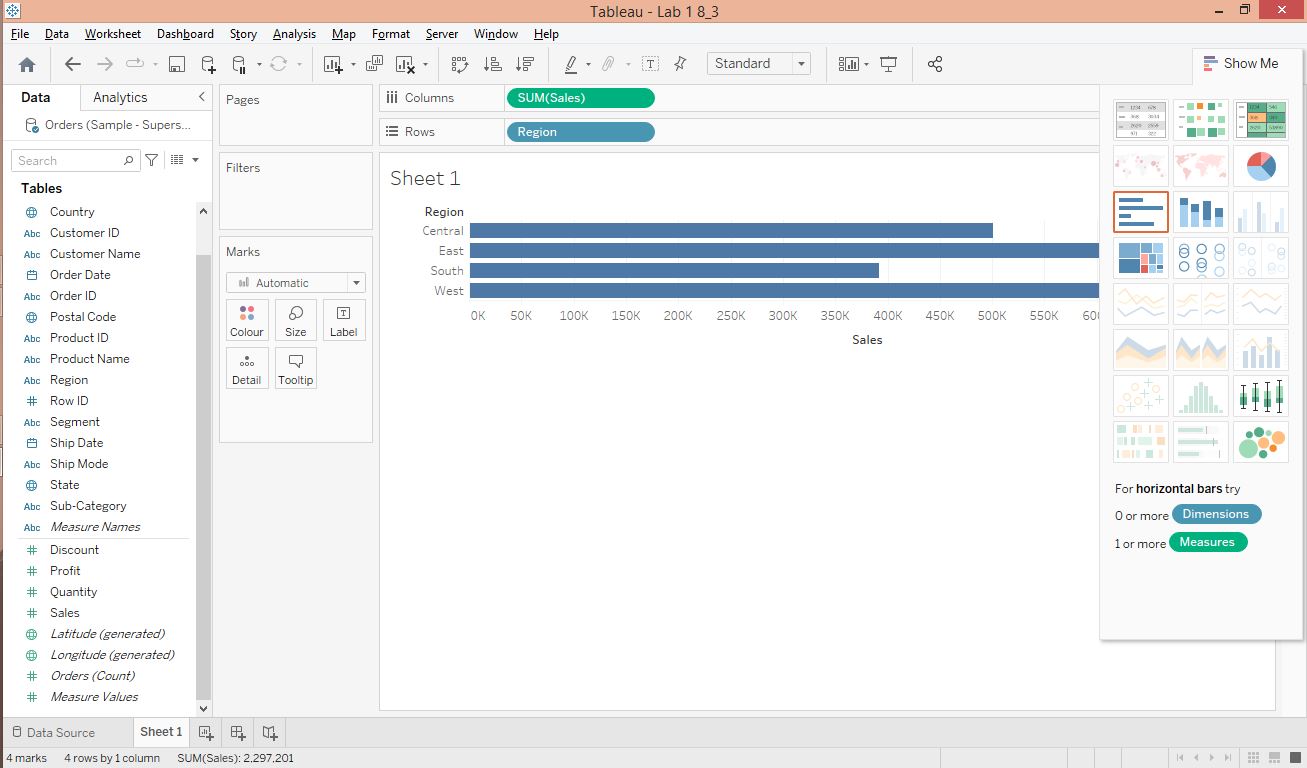 Tableau - Lab 1 8_3
File Data Worksheet Dashboard Story Analysis Map Format Server Window Help
Standard
Show Me
Data Analytics
Orders (Sample - Supers...
Search
Tables
Country
Customer ID
Customer Name
Order Date
Order ID
Postal Code
Product ID
Product Name
Region
Row ID
Segment
Ship Date
Ship Mode
State
Sub-Category
Measure Names
Discount
Profit
Quantity
Sales
Latitude (generated)
Longitude (generated)
Orders (Count)
Measure Values
Pages
Filters
Marks
Automatic
Colour Size Label
Detail Tooltip
Columns SUM(Sales)
Rows Region
Sheet 1
Region
Central
East
South
West
0K 50K 100K 150K 200K 250K 300K 350K 400K 450K 500K 550K 600
Sales
For horizontal bars try
0 or more Dimensions
1 or more Measures
Data Source Sheet 1
4 marks 4 rows by 1 column SUM(Sales): 2,297,201